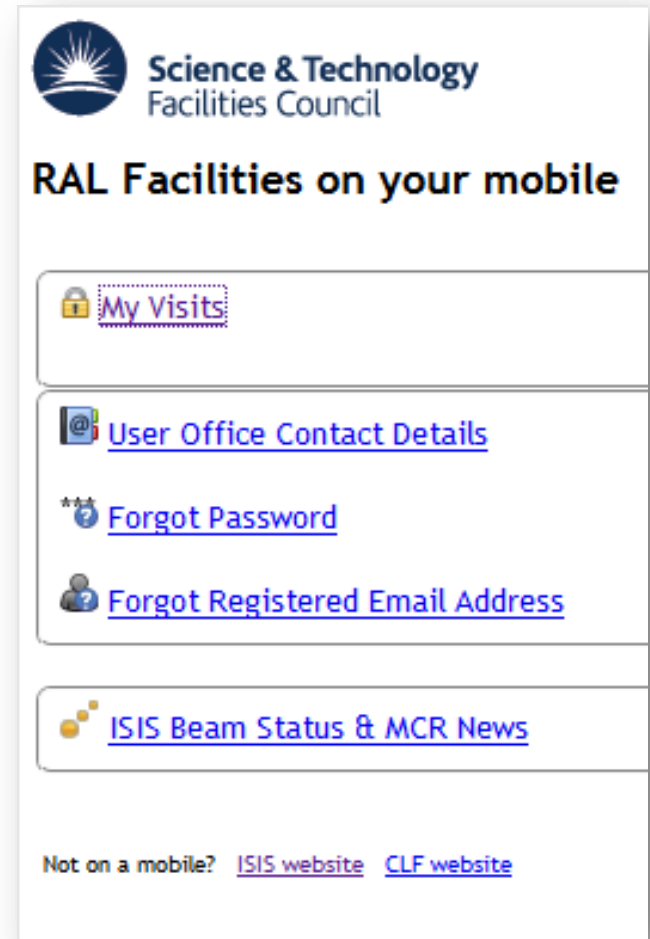 Science & Technology
Facilities Council
RAL Facilities on your mobile
My Visits
User Office Contact Details
*** Forgot Password
Forgot Registered Email Address
ISIS Beam Status & MCR News
Not on a mobile? ISIS website CLF website